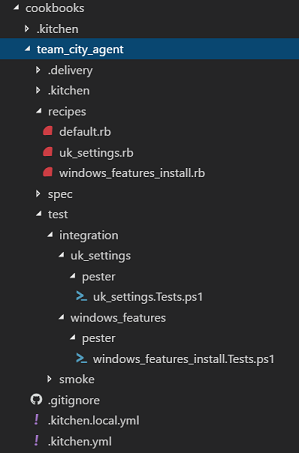 cookbooks
.kitchen
team_city_agent
.delivery
.kitchen
recipes
default.rb
uk_settings.rb
windows_features_install.rb
spec
test
integration
uk_settings
pester
uk_settings.Tests.ps1
windows_features
pester
windows_features_install.Tests.ps1
smoke
.gitignore
.kitchen.local.yml
.kitchen.yml